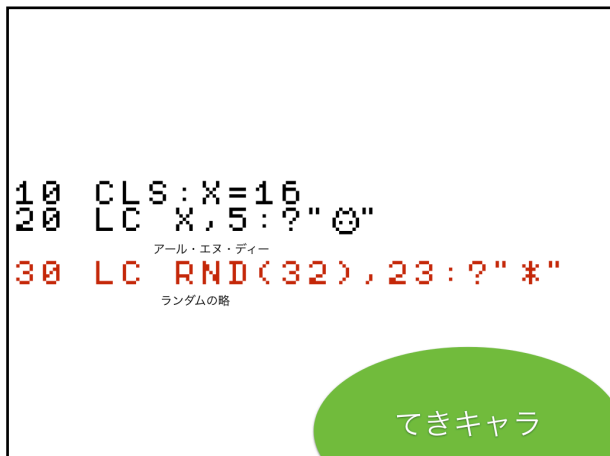 10 CLS:X=16
20 LC X,5:?"☺"
アール・エヌ・ディー
30 LC RND(32),23:?"*"
ランダムの略
てきキャラ